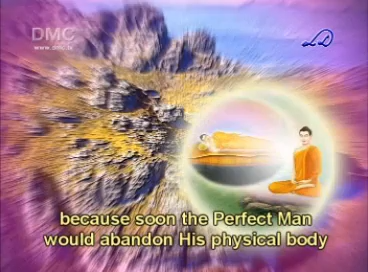 DMC
www.dmc.tv
because soon the Perfect Man
would abandon His physical body